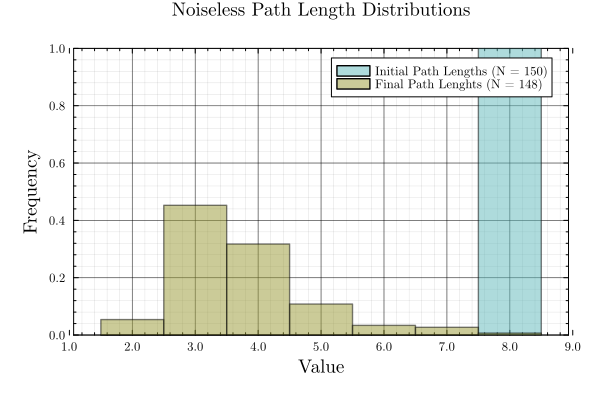 Noiseless Path Length Distributions
1.0
0.8
0.6
0.4
0.2
0.0
Frequency
Initial Path Lengths (N = 150)
Final Path Lenghts (N = 148)
1.0 2.0 3.0 4.0 5.0 6.0 7.0 8.0 9.0
Value